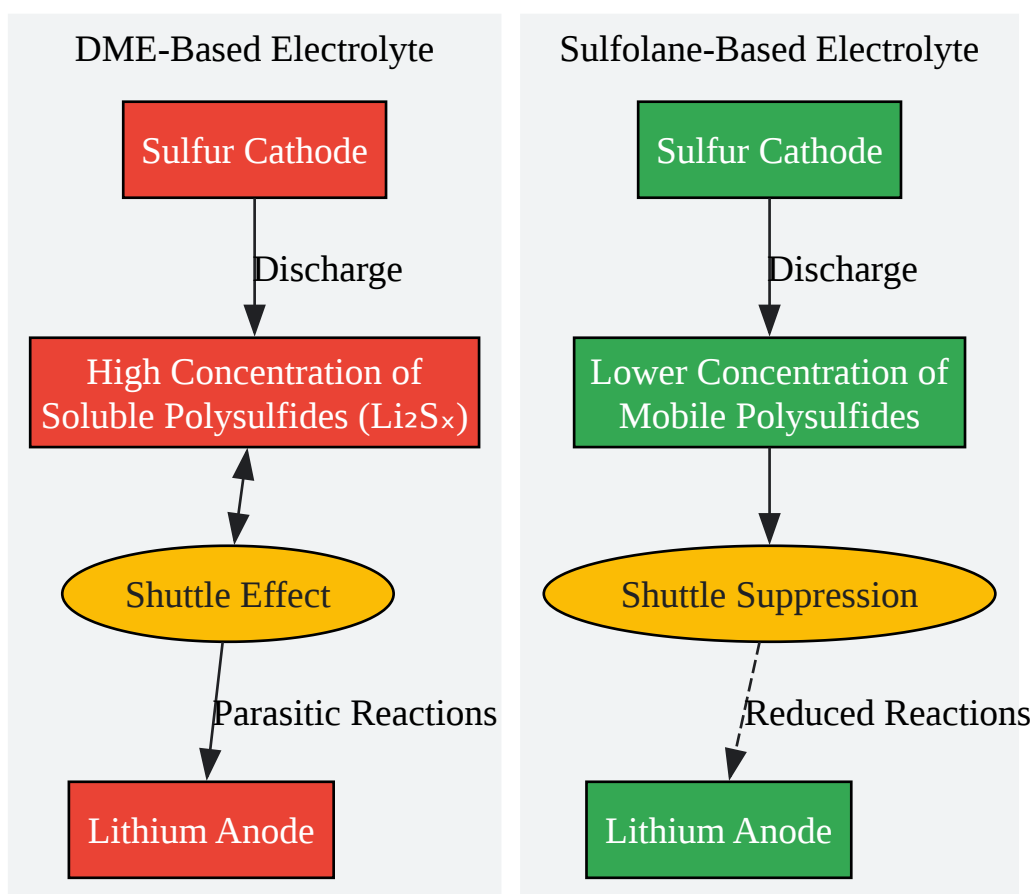 DME-Based Electrolyte
Sulfur Cathode
Discharge
High Concentration of
Soluble Polysulfides (Li₂Sₓ)
Shuttle Effect
Parasitic Reactions
Lithium Anode
Sulfolane-Based Electrolyte
Sulfur Cathode
Discharge
Lower Concentration of
Mobile Polysulfides
Shuttle Suppression
Reduced Reactions
Lithium Anode